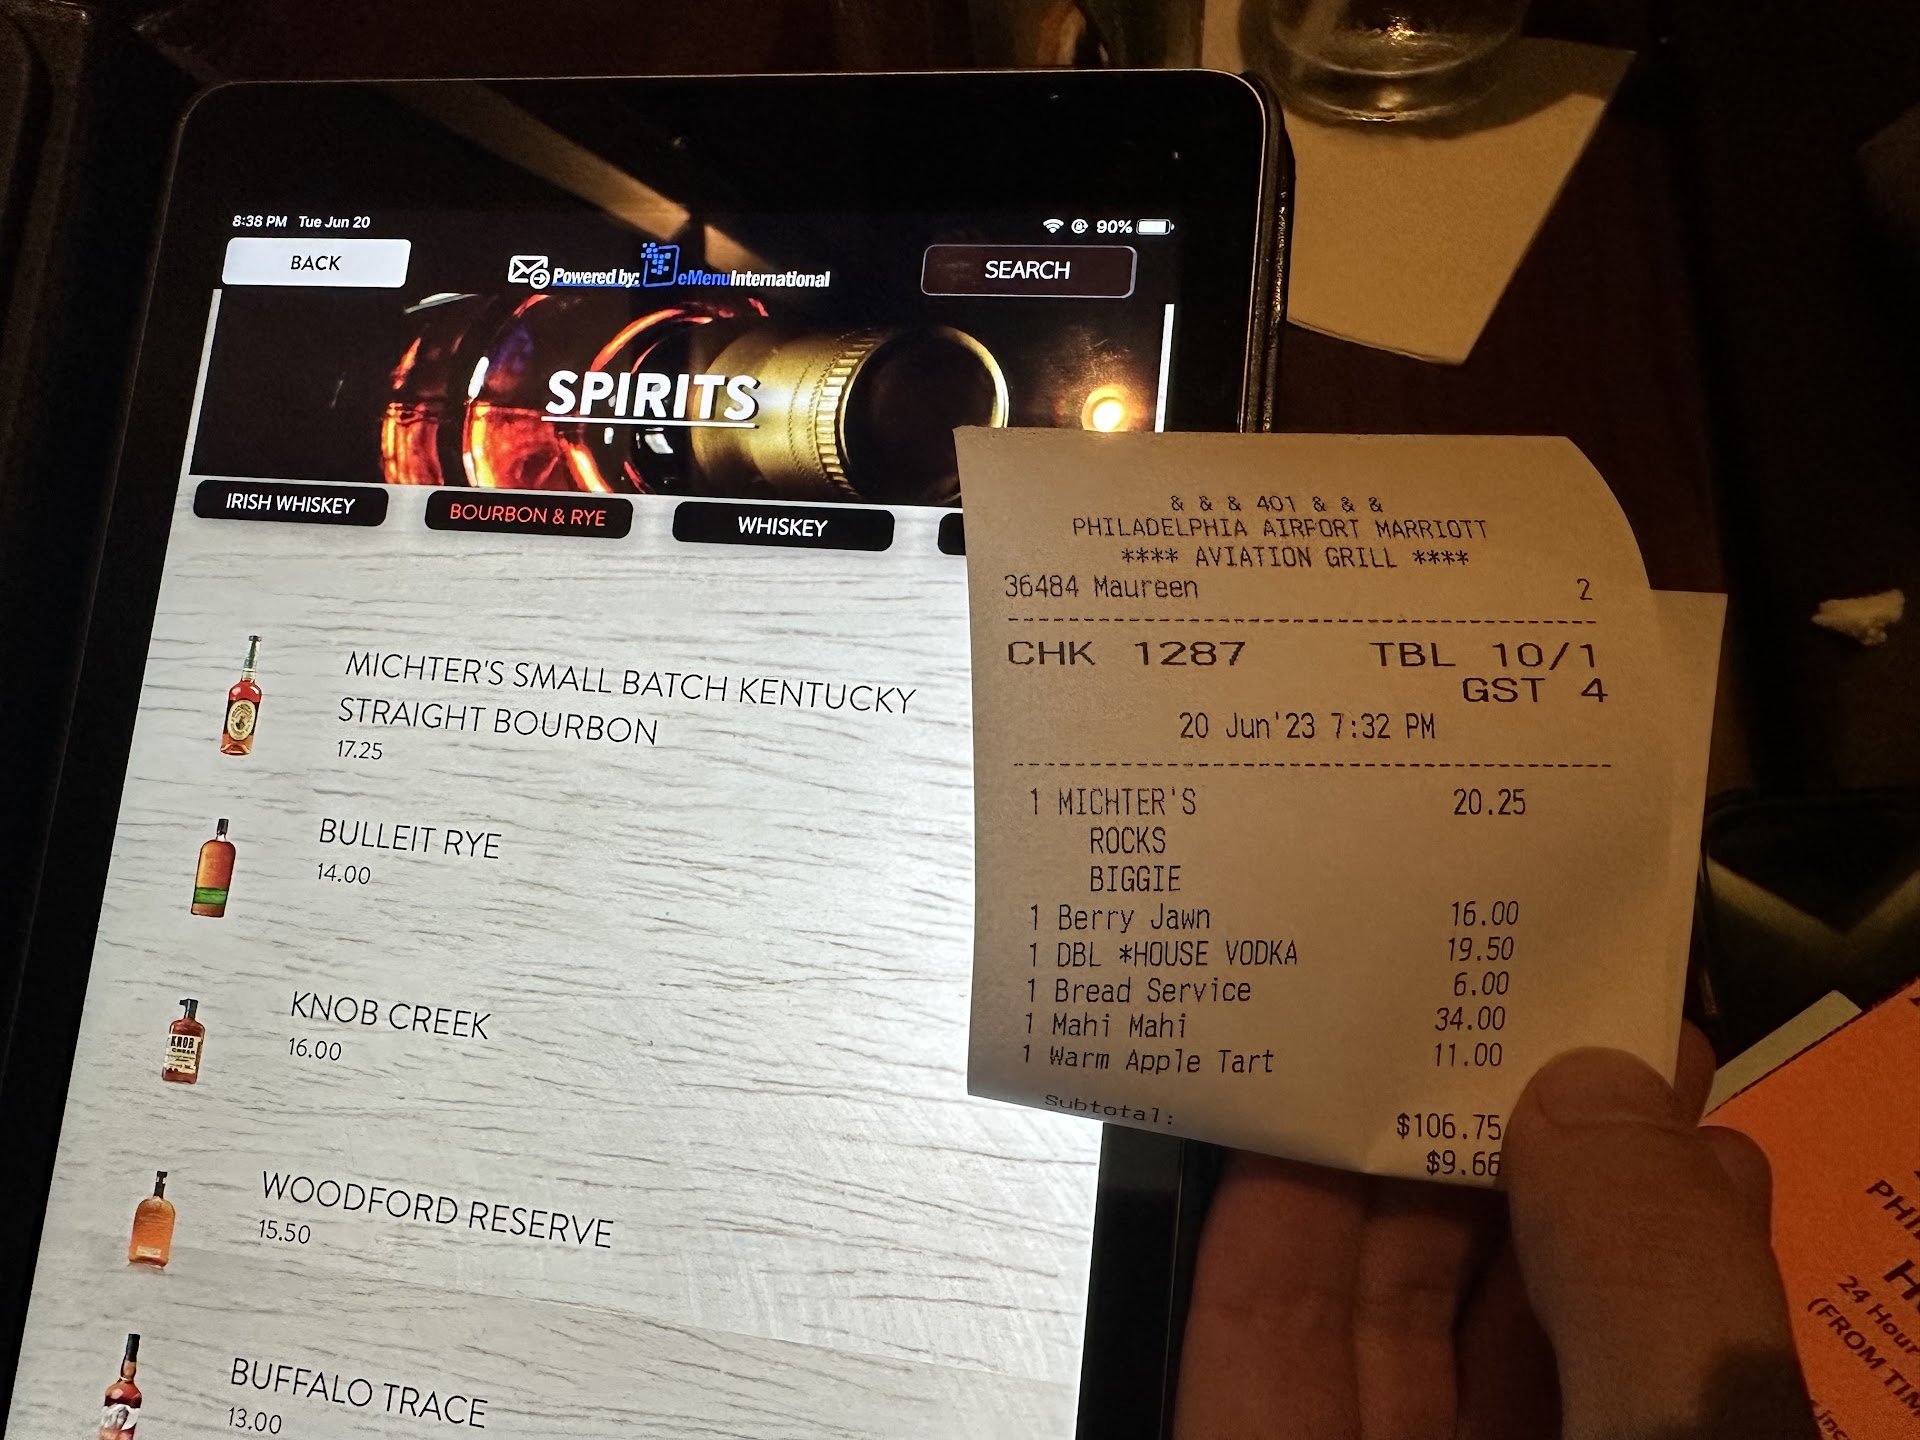 8:38 PM Tue Jun 20
90%
BACK
Powered by: eMenuInternational
SEARCH
SPIRITS
IRISH WHISKEY
BOURBON & RYE
WHISKEY
MICHTER'S SMALL BATCH KENTUCKY
STRAIGHT BOURBON
17.25
BULLEIT RYE
14.00
KNOB CREEK
16.00
WOODFORD RESERVE
15.50
BUFFALO TRACE
13.00
& & & 401 & & &
PHILADELPHIA AIRPORT MARRIOTT
**** AVIATION GRILL ****
36484 Maureen 2
CHK 1287 TBL 10/1
GST 4
20 Jun'23 7:32 PM
1 MICHTER'S 20.25
ROCKS
BIGGIE
1 Berry Jawn 16.00
1 DBL *HOUSE VODKA 19.50
1 Bread Service 6.00
1 Mahi Mahi 34.00
1 Warm Apple Tart 11.00
Subtotal: $106.75
$9.66
24 Hour
(FROM TIM